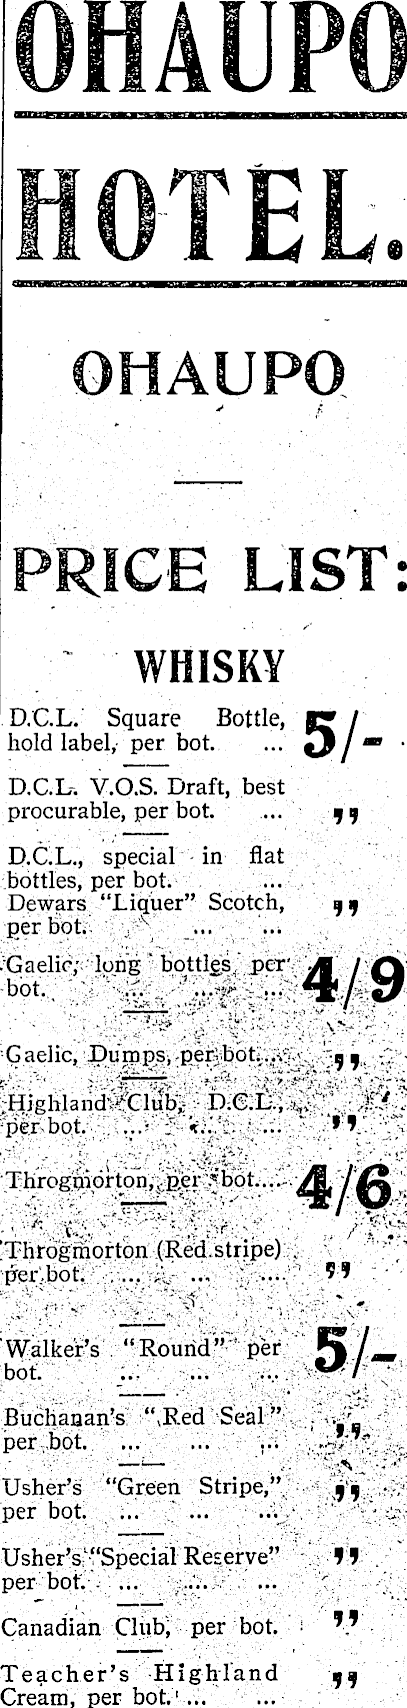 OHAUPO
HOTEL.
OHAUPO
PRICE LIST:
WHISKY
D.C.L. Square Bottle,
hold label, per bot. ... 5/-
D.C.L. V.O.S. Draft, best
procurable, per bot. ... ,,
D.C.L., special in flat
bottles, per bot. ...
Dewars "Liquer" Scotch, ,,
per bot. ... ...
Gaelic, long bottles per 4/9
bot. ... ... ...
Gaelic, Dumps, per bot.... ,,
Highland Club, D.C.L.,
per bot. ... ... ... ,,
Throgmorton, per bot.... 4/6
Throgmorton (Red stripe)
per bot. ... ... .... ,,
Walker's "Round" per 5/-
bot. ... ... ...
Buchanan's "Red Seal"
per bot. ... ... ... ,,
Usher's "Green Stripe," ,,
per bot. ... ... ...
Usher's "Special Reserve" ,,
per bot. ... ... ...
Canadian Club, per bot. ,,
Teacher's Highland ,,
Cream, per bot. ... ...